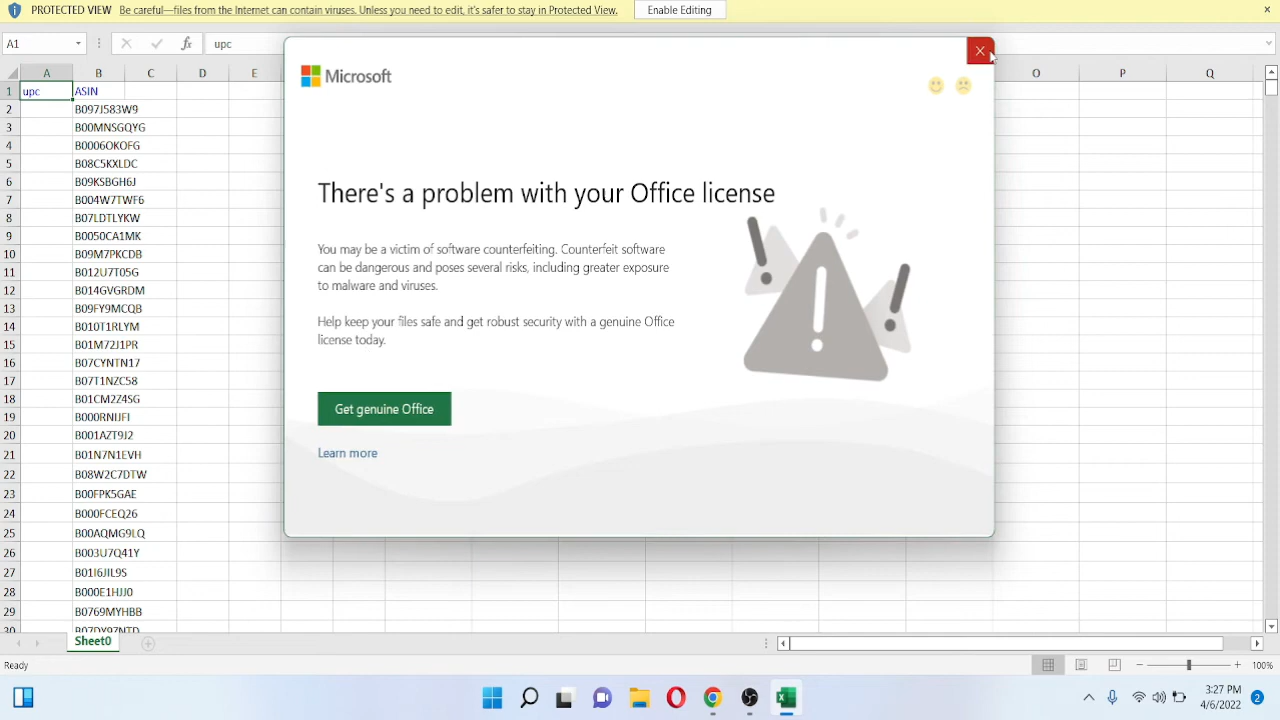 PROTECTED VIEW Be careful—files from the Internet can contain viruses. Unless you need to edit, it's safer to stay in Protected View. Enable Editing
A1 fx upc
A B C D E O P Q
1 upc ASIN
2 B097J583W9
3 B00MNSGQYG
4 B0006OKOFG
5 B08C5KXLDC
6 B09KSBGH6J
7 B004W7TWF6
8 B07LDTLYKW
9 B0050CA1MK
10 B09M7PKCDB
11 B012U7T05G
12 B014GVGRDM
13 B09FY9MCQB
14 B010T1RLYM
15 B01M72J1PR
16 B07CYNTN17
17 B07T1NZC58
18 B01CM2Z4SG
19 B000RNIJFI
20 B001AZT9J2
21 B01N7N1EVH
22 B08W2C7DTW
23 B00FPK5GAE
24 B000FCEQ26
25 B00AQMG9LQ
26 B003U7Q41Y
27 B01I6JIL9S
28 B000E1HJJ0
29 B0769MYHBB
30 B07DY97NTD
Microsoft
There's a problem with your Office license
You may be a victim of software counterfeiting. Counterfeit software
can be dangerous and poses several risks, including greater exposure
to malware and viruses.
Help keep your files safe and get robust security with a genuine Office
license today.
Get genuine Office
Learn more
Sheet0
Ready
100%
3:27 PM
4/6/2022
2